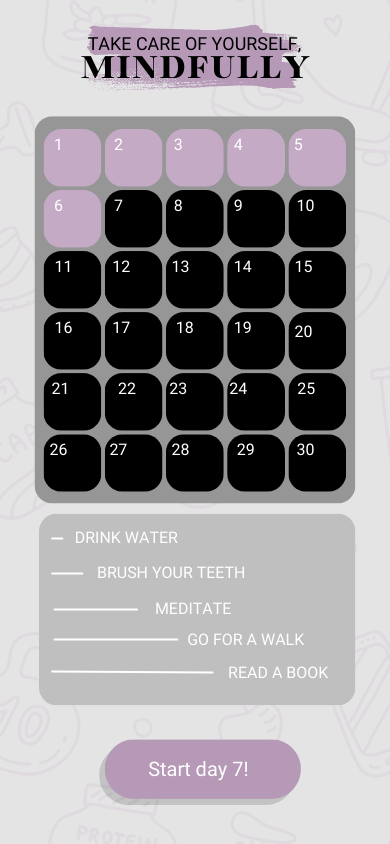 TAKE CARE OF YOURSELF,
MINDFULLY
1 2 3 4 5
6 7 8 9 10
11 12 13 14 15
16 17 18 19 20
21 22 23 24 25
26 27 28 29 30
DRINK WATER
BRUSH YOUR TEETH
MEDITATE
GO FOR A WALK
READ A BOOK
10
Start day 7!
PROTEIN